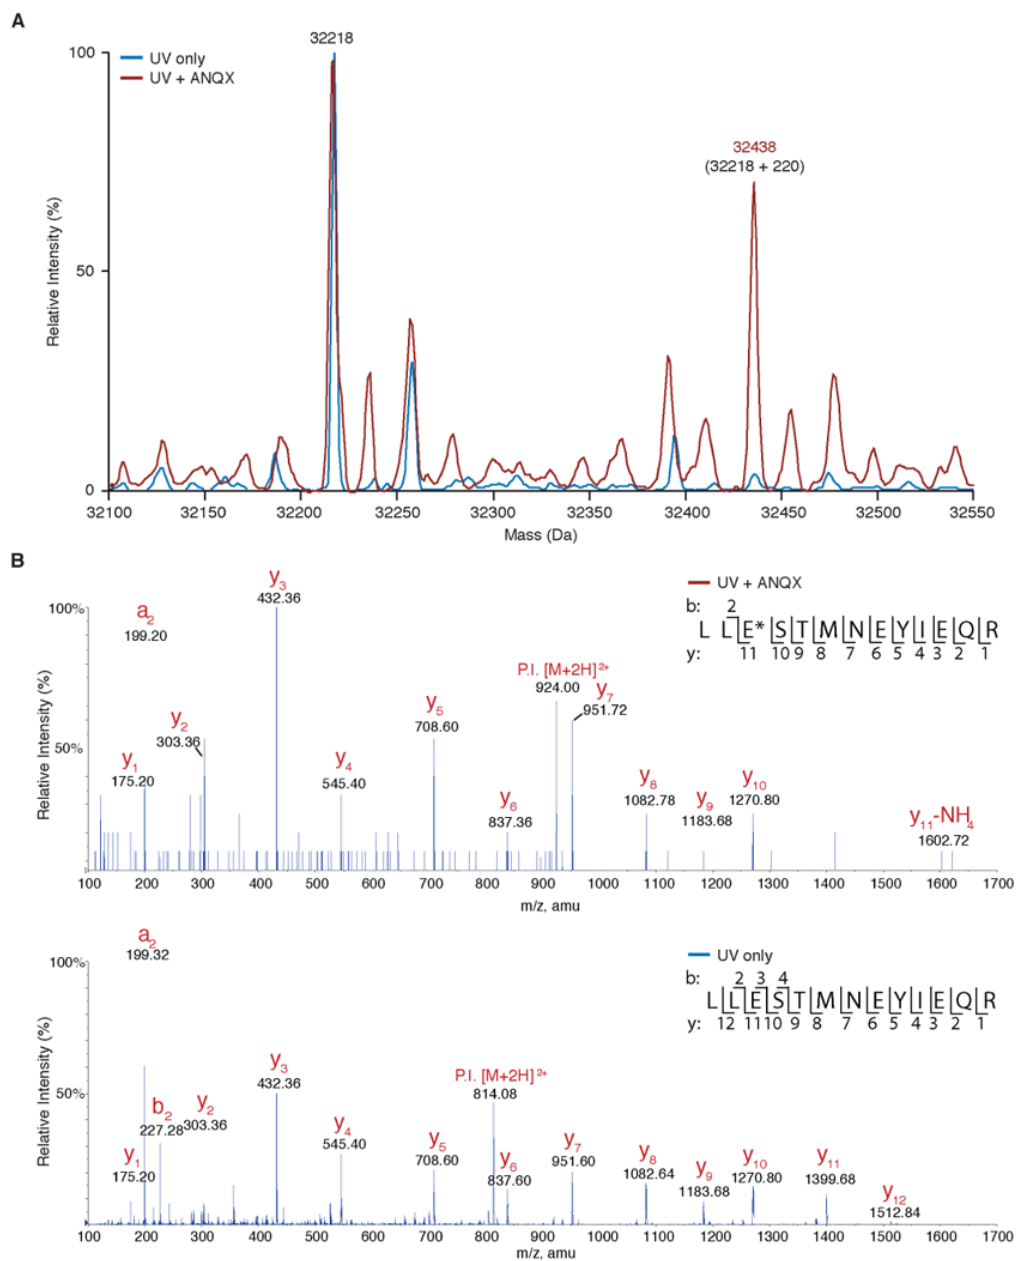 A
32218
100
UV only
UV + ANQX
32438
(32218 + 220)
50
0
Relative Intensity (%)
32100 32150 32200 32250 32300 32350 32400 32450 32500 32550
Mass (Da)
B
UV + ANQX
b: 2
L L E* S T M N E Y I E Q R
y: 11 10 9 8 7 6 5 4 3 2 1
100%
50%
Relative Intensity (%)
a2
199.20
y1
175.20
y2
303.36
y3
432.36
y4
545.40
y5
708.60
y6
837.36
P.I. [M+2H]2+
924.00
y7
951.72
y8
1082.78
y9
1183.68
y10
1270.80
y11-NH4
1602.72
100 200 300 400 500 600 700 800 900 1000 1100 1200 1300 1400 1500 1600 1700
m/z, amu
UV only
b: 2 3 4
L L E S T M N E Y I E Q R
y: 12 11 10 9 8 7 6 5 4 3 2 1
100%
50%
Relative Intensity (%)
a2
199.32
y1
175.20
b2
227.28
y2
303.36
y3
432.36
y4
545.40
y5
708.60
P.I. [M+2H]2+
814.08
y6
837.60
y7
951.60
y8
1082.64
y9
1183.68
y10
1270.80
y11
1399.68
y12
1512.84
100 200 300 400 500 600 700 800 900 1000 1100 1200 1300 1400 1500 1600 1700
m/z, amu